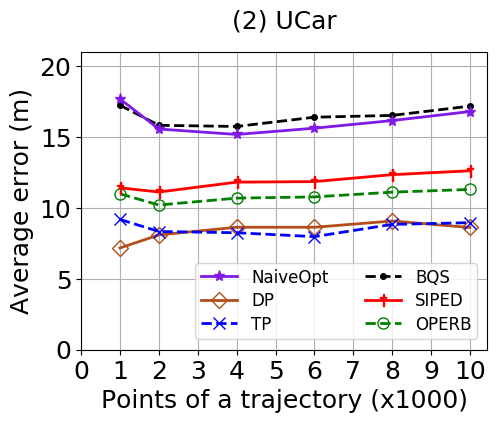 (2) UCar
Average error (m)
20
15
10
5
0
0 1 2 3 4 5 6 7 8 9 10
Points of a trajectory (x1000)
NaiveOpt
DP
TP
BQS
SIPED
OPERB